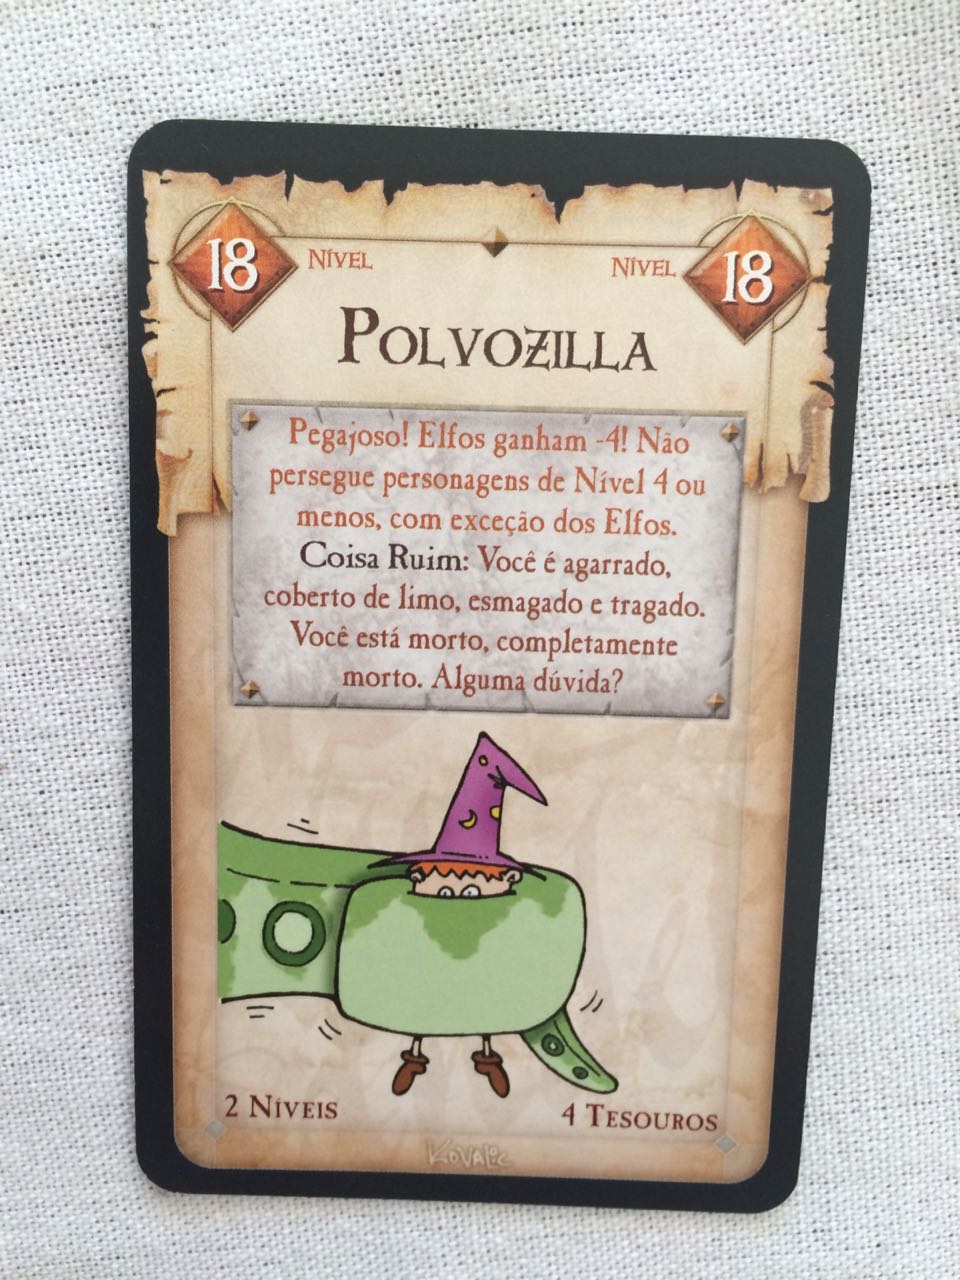 18 NÍVEL NÍVEL 18
POLVOZILLA
Pegajoso! Elfos ganham -4! Não
persegue personagens de Nível 4 ou
menos, com exceção dos Elfos.
Coisa Ruim: Você é agarrado,
coberto de limo, esmagado e tragado.
Você está morto, completamente
morto. Alguma dúvida?
2 NÍVEIS 4 TESOUROS
KOVALIC